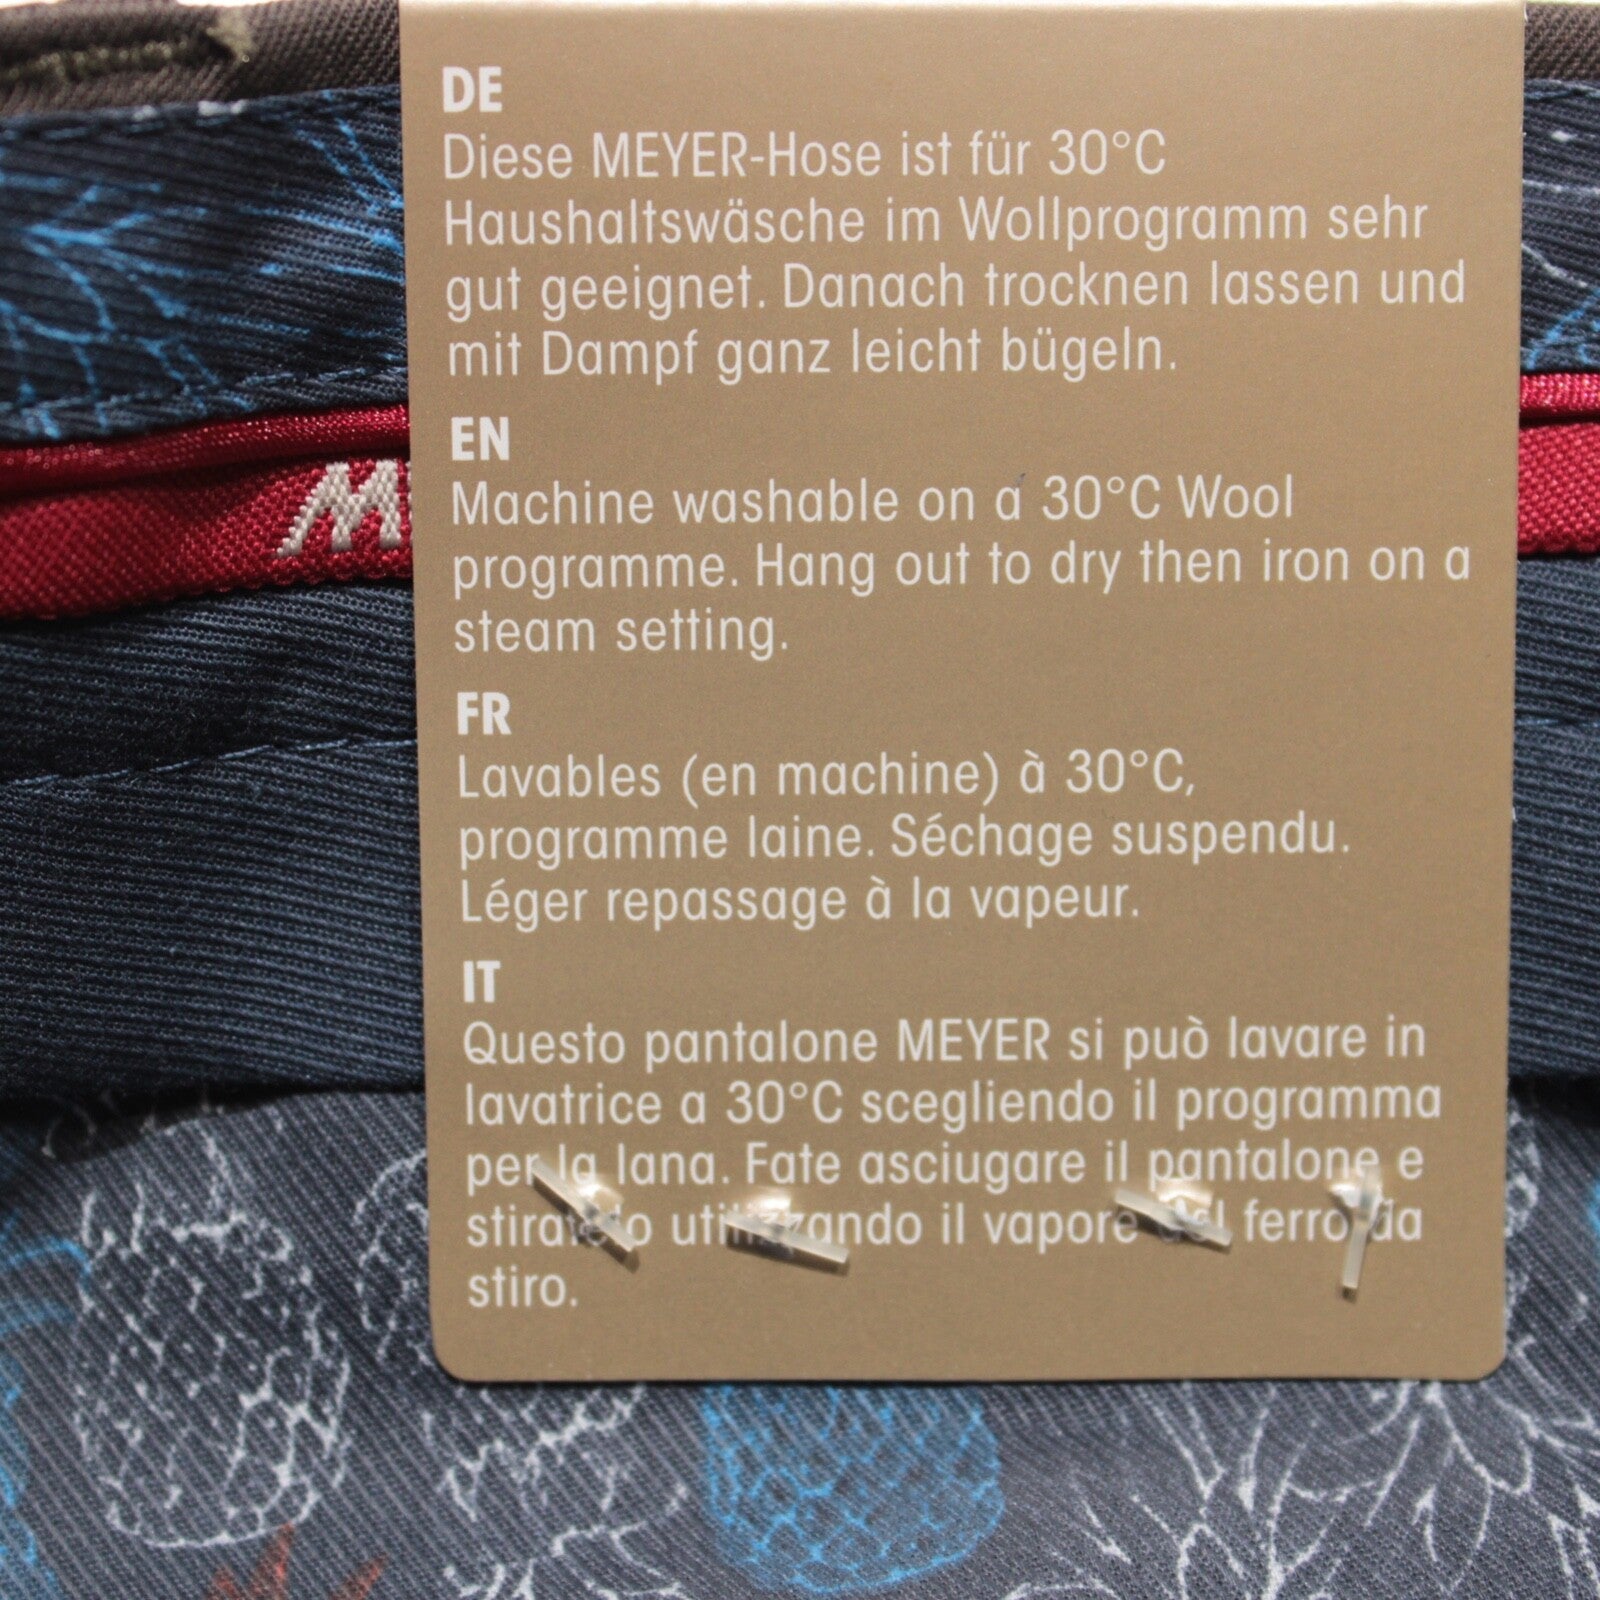 DE
Diese MEYER-Hose ist für 30°C
Haushaltswäsche im Wollprogramm sehr
gut geeignet. Danach trocknen lassen und
mit Dampf ganz leicht bügeln.
EN
Machine washable on a 30°C Wool
programme. Hang out to dry then iron on a
steam setting.
FR
Lavables (en machine) à 30°C,
programme laine. Séchage suspendu.
Léger repassage à la vapeur.
IT
Questo pantalone MEYER si può lavare in
lavatrice a 30°C scegliendo il programma
per la lana. Fate asciugare il pantalone e
stiratelo utilizzando il vapore del ferro da
stiro.